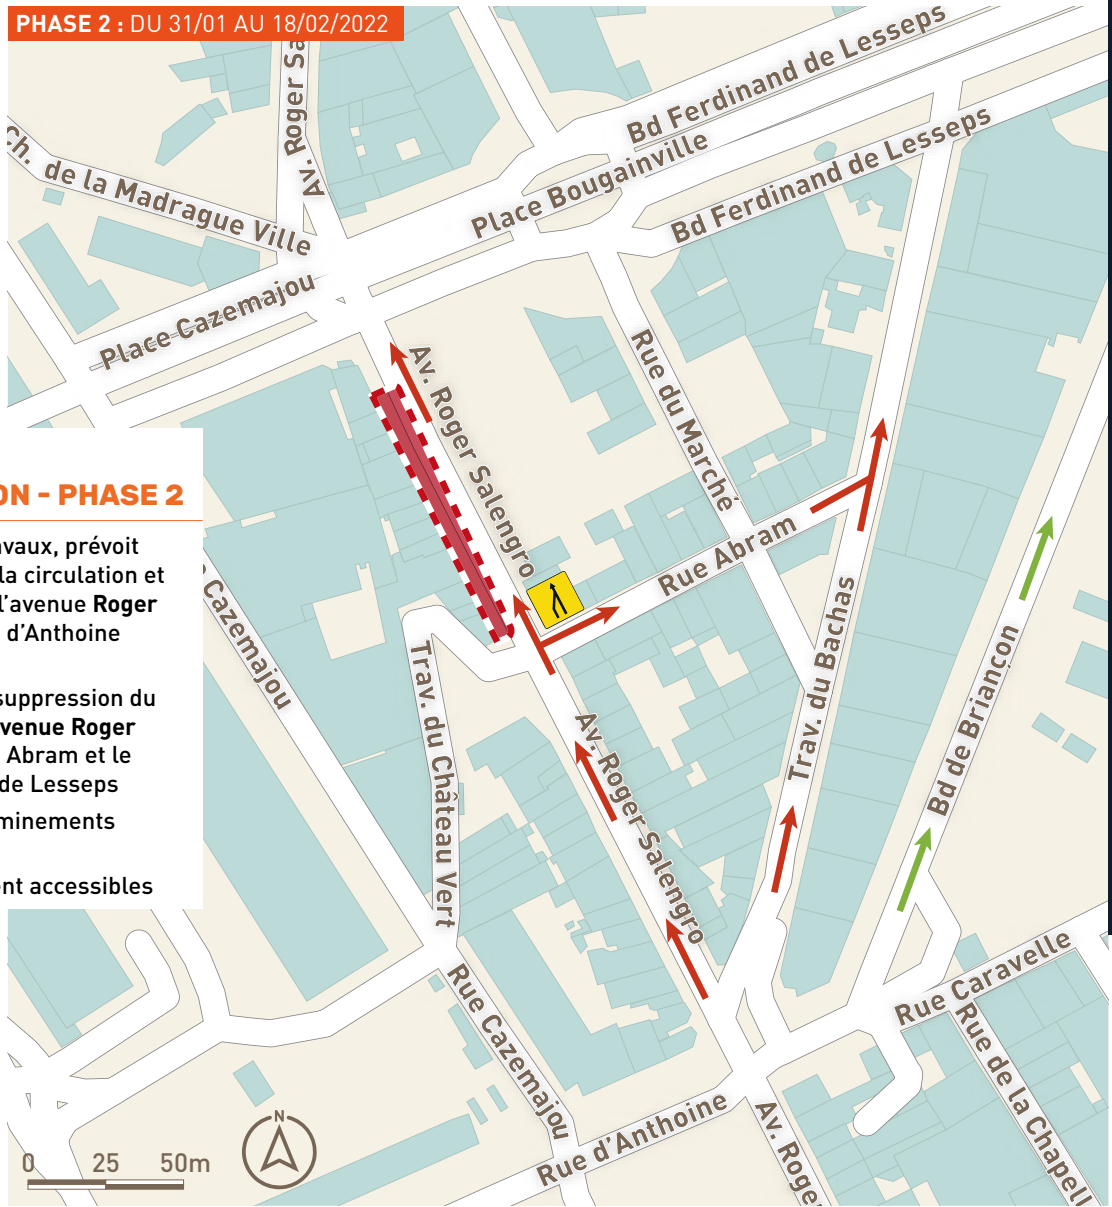 PHASE 2 : DU 31/01 AU 18/02/2022
Av. Roger Sa
Bd Ferdinand de Lesseps
Ch. de la Madrague Ville
Place Bougainville
Bd Ferdinand de Lesseps
Place Cazemajou
Av. Roger Salengro
Rue du Marché
ON - PHASE 2
avaux, prévoit
la circulation et
l'avenue Roger
d'Anthoine
suppression du
venue Roger
Abram et le
de Lesseps
minements
ent accessibles
Cazemajou
Rue Abram
Trav. du Château Vert
Av. Roger Salengro
Trav. du Bachas
Bd de Briançon
Rue Cazemajou
Rue Caravelle
Rue de la Chapell
Rue d'Anthoine
Av. Roger
N
0 25 50m